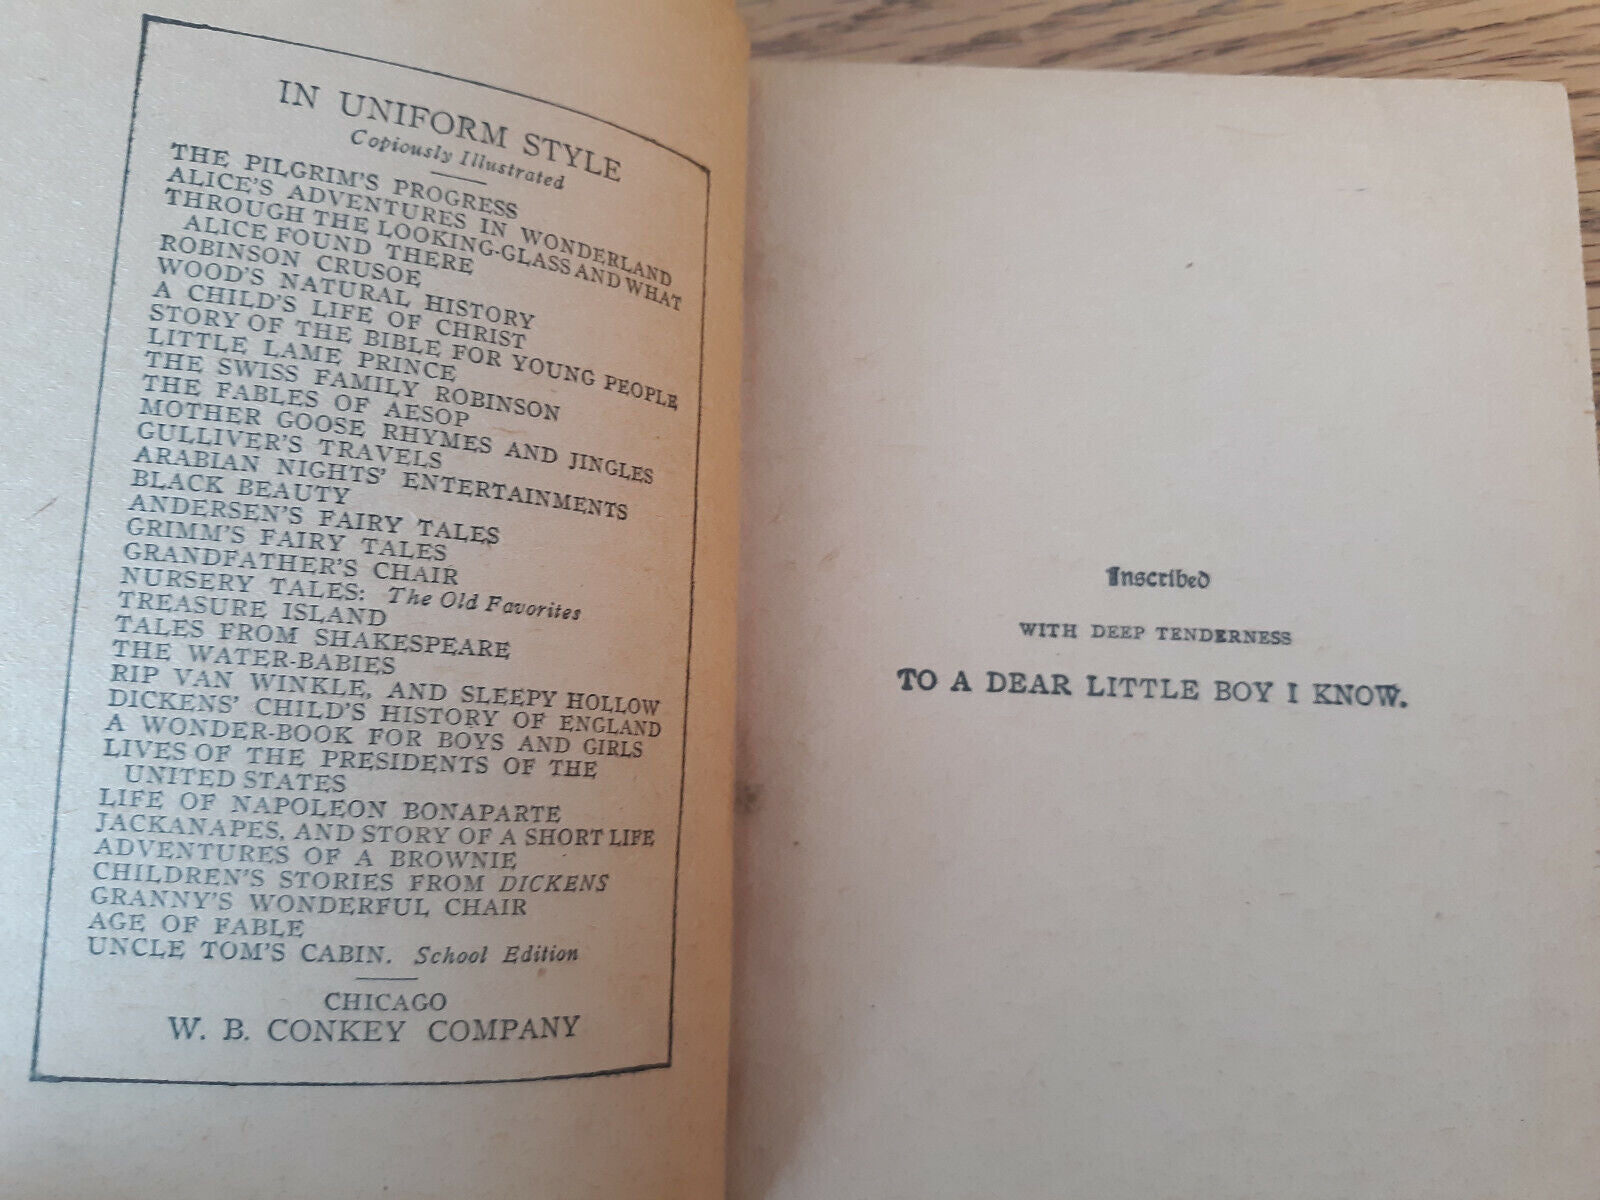 IN UNIFORM STYLE
Copiously Illustrated
THE PILGRIM'S PROGRESS
ALICE'S ADVENTURES IN WONDERLAND
THROUGH THE LOOKING-GLASS AND WHAT
ALICE FOUND THERE
ROBINSON CRUSOE
WOOD'S NATURAL HISTORY
A CHILD'S LIFE OF CHRIST
STORY OF THE BIBLE FOR YOUNG PEOPLE
LITTLE LAME PRINCE
THE SWISS FAMILY ROBINSON
THE FABLES OF AESOP
MOTHER GOOSE RHYMES AND JINGLES
GULLIVER'S TRAVELS
ARABIAN NIGHTS' ENTERTAINMENTS
BLACK BEAUTY
ANDERSEN'S FAIRY TALES
GRIMM'S FAIRY TALES
GRANDFATHER'S CHAIR
NURSERY TALES: The Old Favorites
TREASURE ISLAND
TALES FROM SHAKESPEARE
THE WATER-BABIES
RIP VAN WINKLE, AND SLEEPY HOLLOW
DICKENS' CHILD'S HISTORY OF ENGLAND
A WONDER-BOOK FOR BOYS AND GIRLS
LIVES OF THE PRESIDENTS OF THE
UNITED STATES
LIFE OF NAPOLEON BONAPARTE
JACKANAPES, AND STORY OF A SHORT LIFE
ADVENTURES OF A BROWNIE
CHILDREN'S STORIES FROM DICKENS
GRANNY'S WONDERFUL CHAIR
AGE OF FABLE
UNCLE TOM'S CABIN. School Edition
CHICAGO
W. B. CONKEY COMPANY
Inscribed
WITH DEEP TENDERNESS
TO A DEAR LITTLE BOY I KNOW.